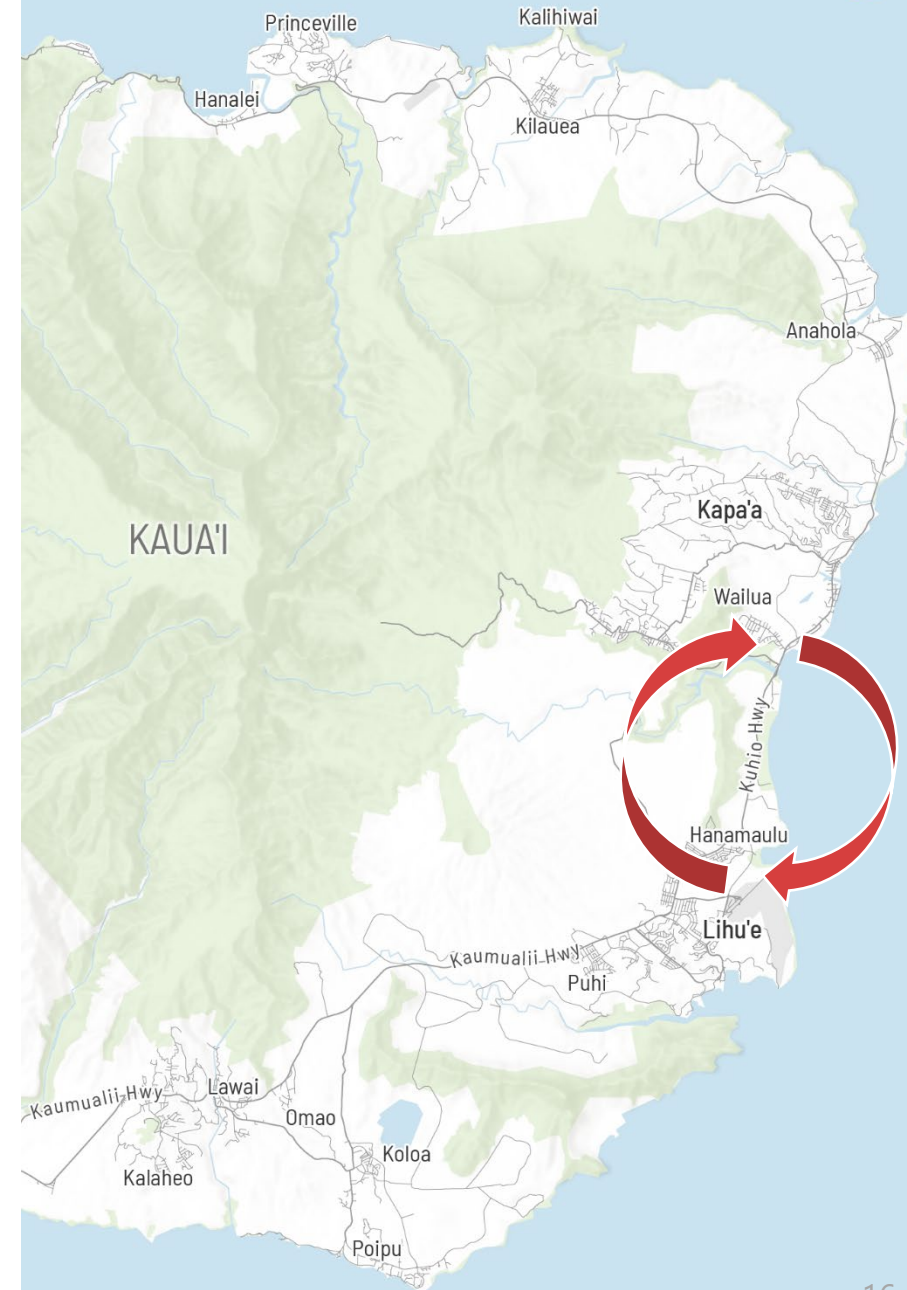 Kalihiwai
Princeville
Hanalei
Kilauea
Anahola
Kapa'a
KAUA'I
Wailua
Kuhio Hwy
Hanamaulu
Lihu'e
Kaumualii Hwy
Puhi
Lawai
Kaumualii Hwy
Omao
Koloa
Kalaheo
Poipu